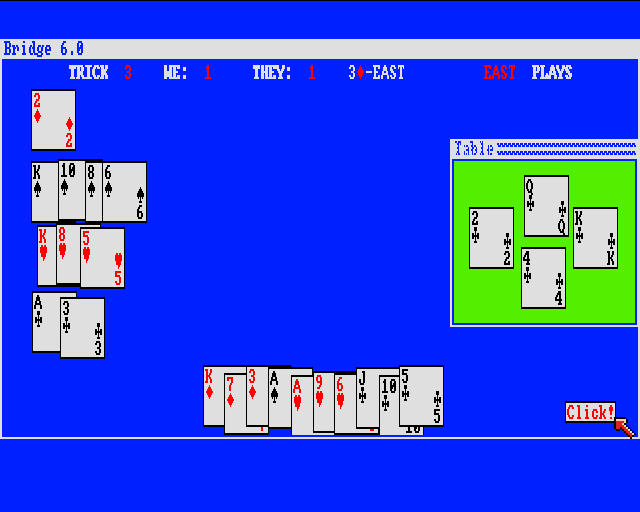 Bridge 6.0
TRICK 3 WE: 1 THEY: 1 3♦-EAST EAST PLAYS
2
2
K 10 8 6
6
K 8 5
5
A 3
3
Table
Q
Q
2 K
2 K
4
4
K 7 3 A A 9 6 J 10 5
5
10
Click!